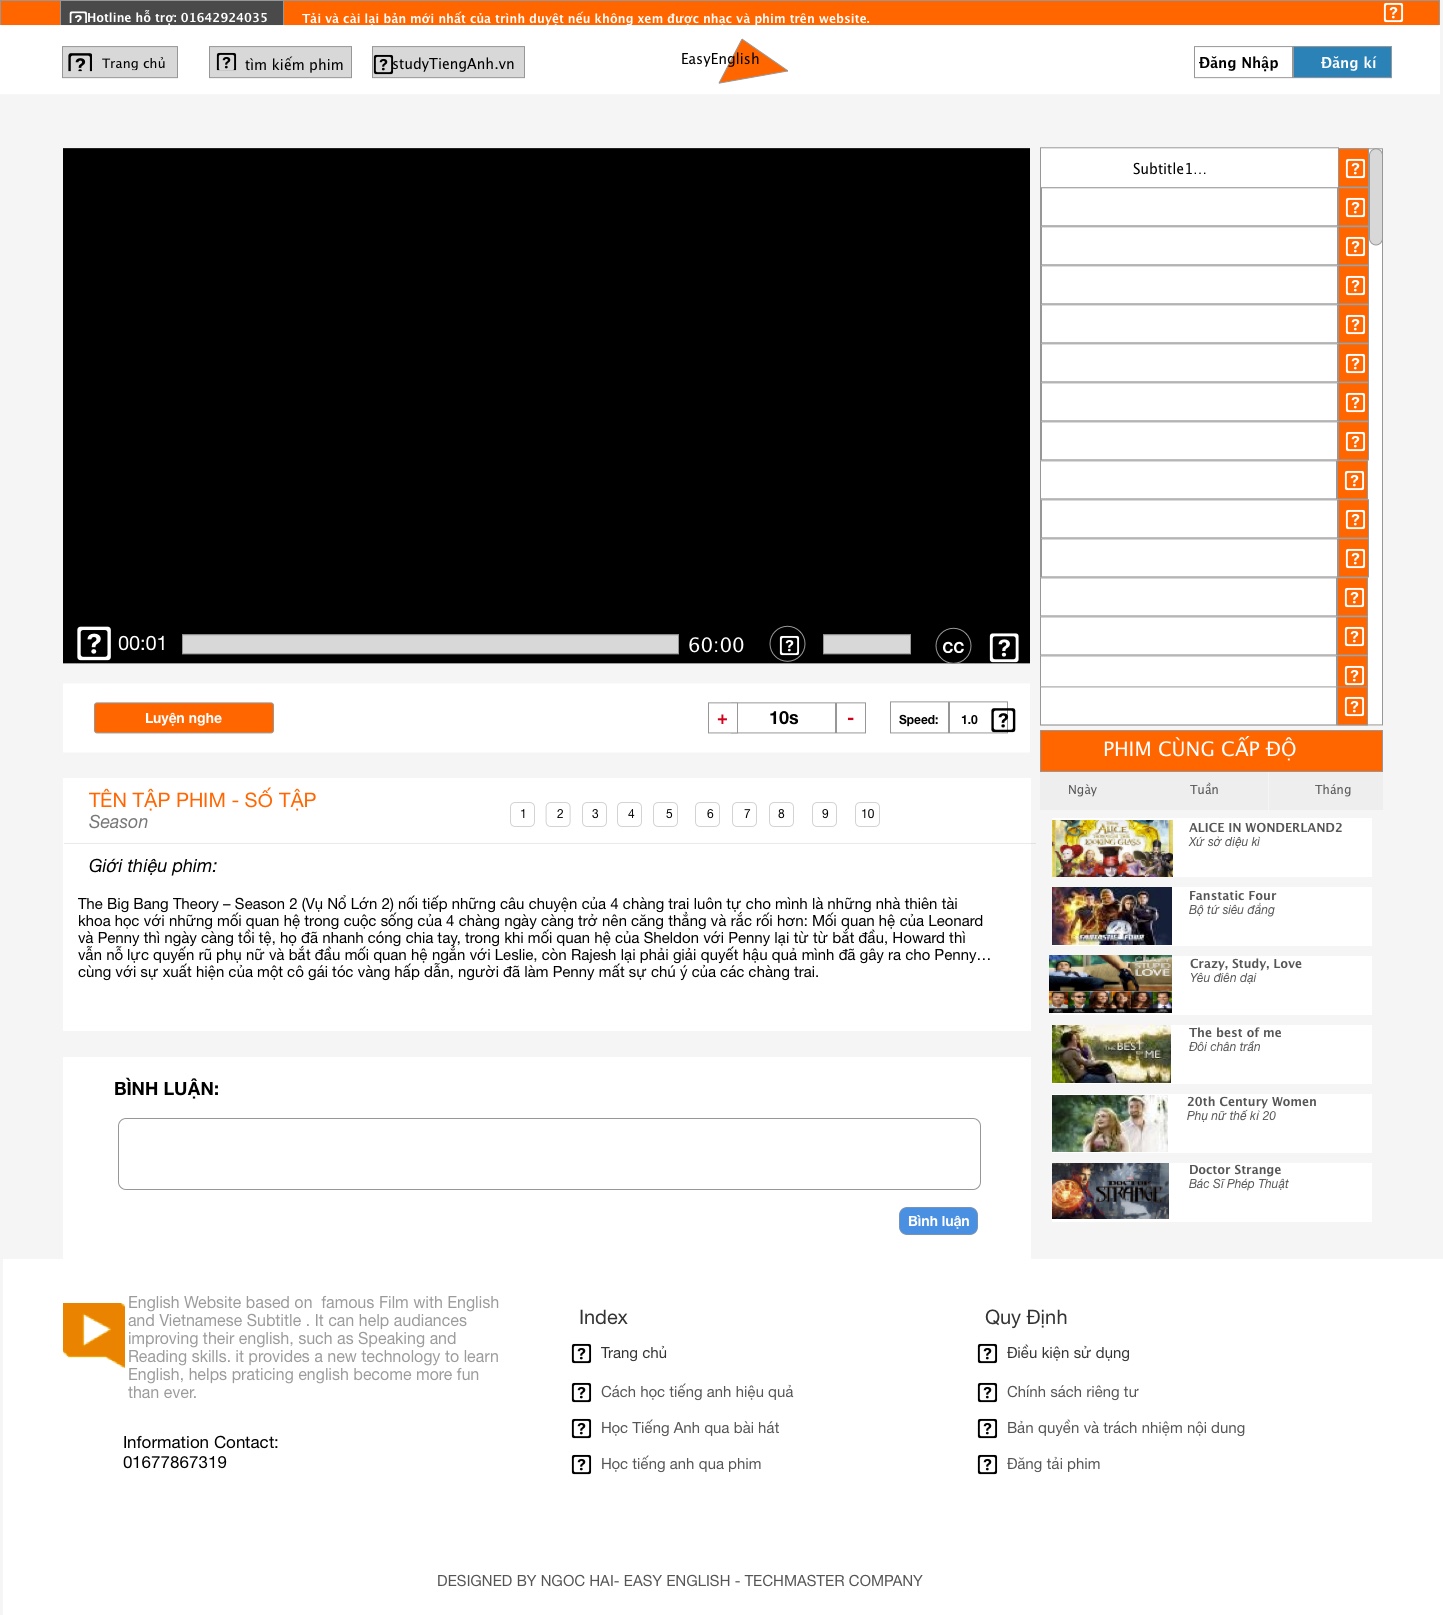 Hotline hỗ trợ: 01642924035
Tải và cài lại bản mới nhất của trình duyệt nếu không xem được nhạc và phim trên website.
Trang chủ
tìm kiếm phim
studyTiengAnh.vn
EasyEnglish
Đăng Nhập
Đăng kí
Subtitle1...
00:01
60:00
CC
Luyện nghe
+ 10s -
Speed: 1.0
PHIM CÙNG CẤP ĐỘ
Ngày Tuần Tháng
TÊN TẬP PHIM - SỐ TẬP
Season
1 2 3 4 5 6 7 8 9 10
Giới thiệu phim:
The Big Bang Theory – Season 2 (Vụ Nổ Lớn 2) nối tiếp những câu chuyện của 4 chàng trai luôn tự cho mình là những nhà thiên tài
khoa học với những mối quan hệ trong cuộc sống của 4 chàng ngày càng trở nên căng thẳng và rắc rối hơn: Mối quan hệ của Leonard
và Penny thì ngày càng tồi tệ, họ đã nhanh cóng chia tay, trong khi mối quan hệ của Sheldon với Penny lại từ từ bắt đầu, Howard thì
vẫn nỗ lực quyến rũ phụ nữ và bắt đầu mối quan hệ ngắn với Leslie, còn Rajesh lại phải giải quyết hậu quả mình đã gây ra cho Penny…
cùng với sự xuất hiện của một cô gái tóc vàng hấp dẫn, người đã làm Penny mất sự chú ý của các chàng trai.
ALICE
LOOKING GLASS
ALICE IN WONDERLAND2
Xứ sở diệu kì
FANTASTIC FOUR
Fanstatic Four
Bộ tứ siêu đẳng
STUPID
LOVE
Crazy, Study, Love
Yêu điên dại
THE BEST OF ME
The best of me
Đôi chân trần
20th Century Women
Phụ nữ thế kỉ 20
DOCTOR
STRANGE
Doctor Strange
Bác Sĩ Phép Thuật
BÌNH LUẬN:
Bình luận
English Website based on  famous Film with English
and Vietnamese Subtitle . It can help audiances
improving their english, such as Speaking and
Reading skills. it provides a new technology to learn
English, helps praticing english become more fun
than ever.
Information Contact:
01677867319
Index
Trang chủ
Cách học tiếng anh hiệu quả
Học Tiếng Anh qua bài hát
Học tiếng anh qua phim
Quy Định
Điều kiện sử dụng
Chính sách riêng tư
Bản quyền và trách nhiệm nội dung
Đăng tải phim
DESIGNED BY NGOC HAI- EASY ENGLISH - TECHMASTER COMPANY